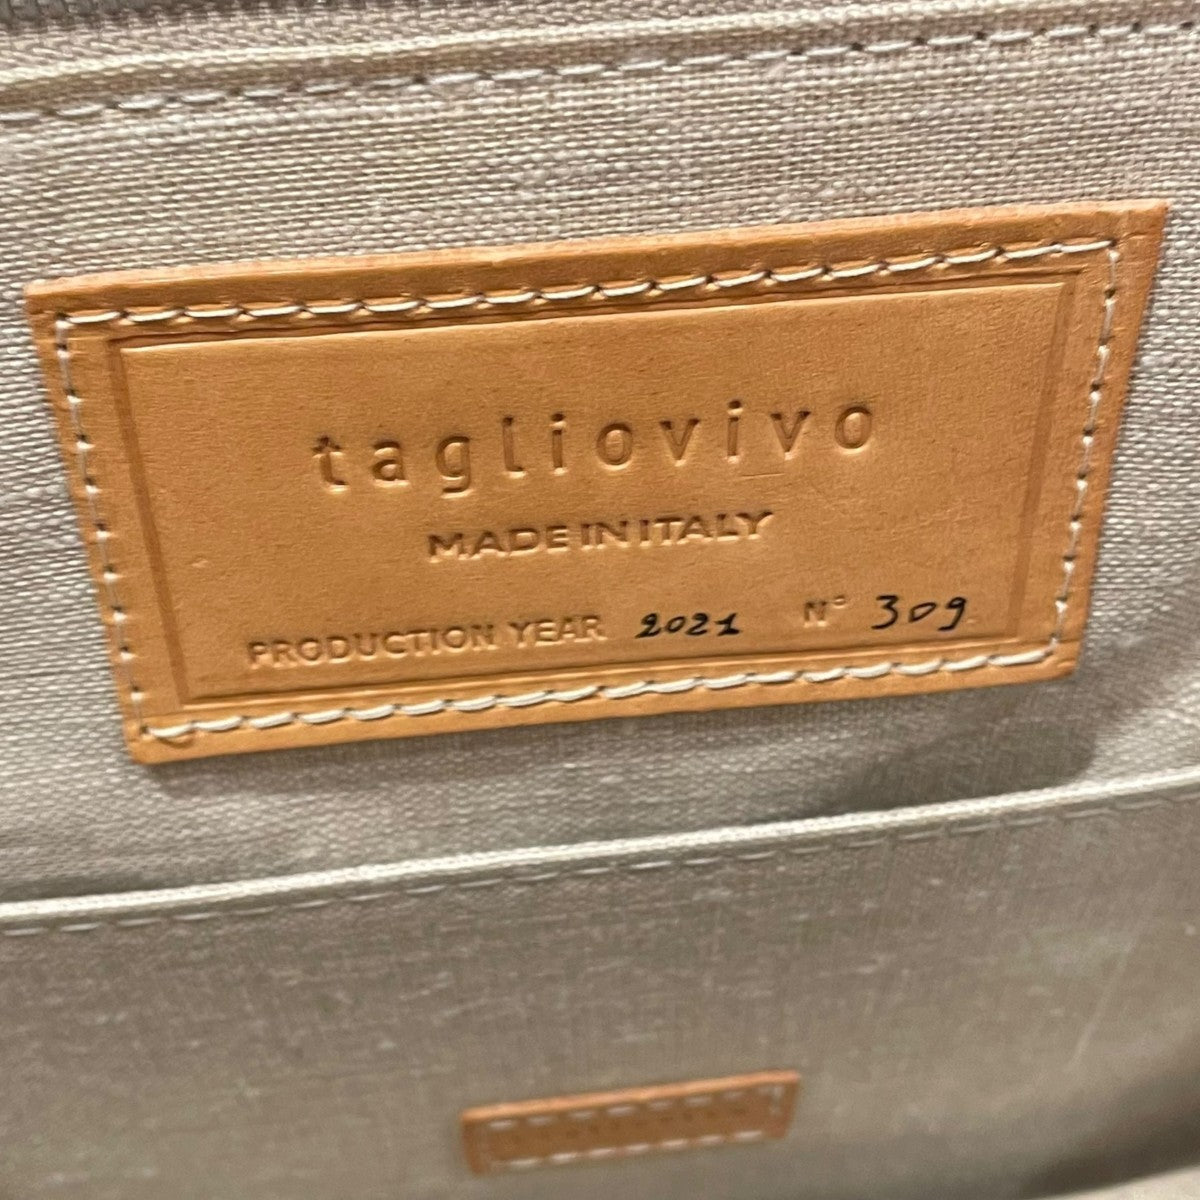 tagliovivo
MADE IN ITALY
PRODUCTION YEAR 2021 N° 309